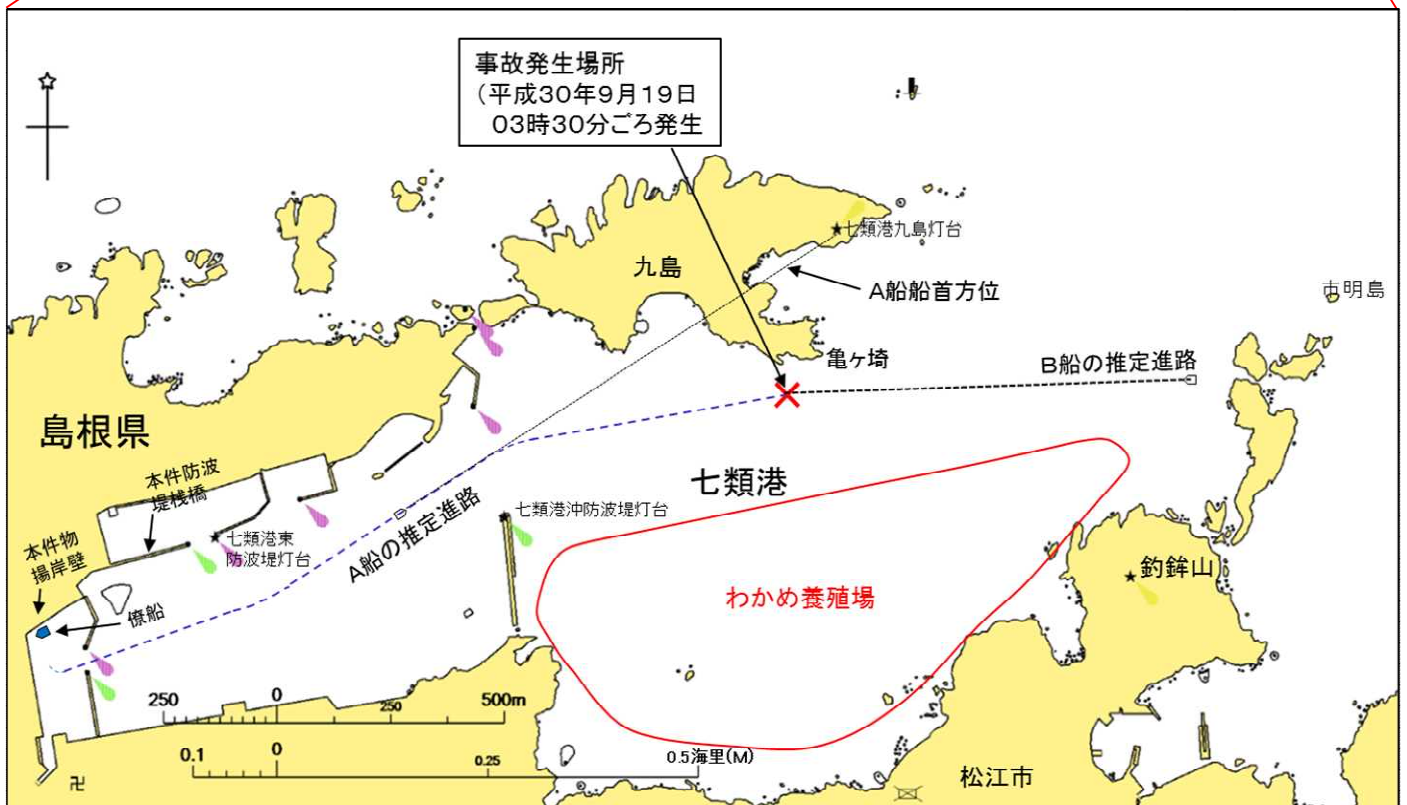 事故発生場所
(平成30年9月19日
03時30分ごろ発生
七類港九島灯台
九島
A船船首方位
市明島
亀ヶ埼
B船の推定進路
島根県
本件防波
堤桟橋
七類港
七類港沖防波堤灯台
本件物
揚岸壁
七類港東
防波堤灯台
A船の推定進路
釣鉾山
わかめ養殖場
僚船
250
0
250
500m
0.1
0
0.25
0.5海里(M)
松江市
卍